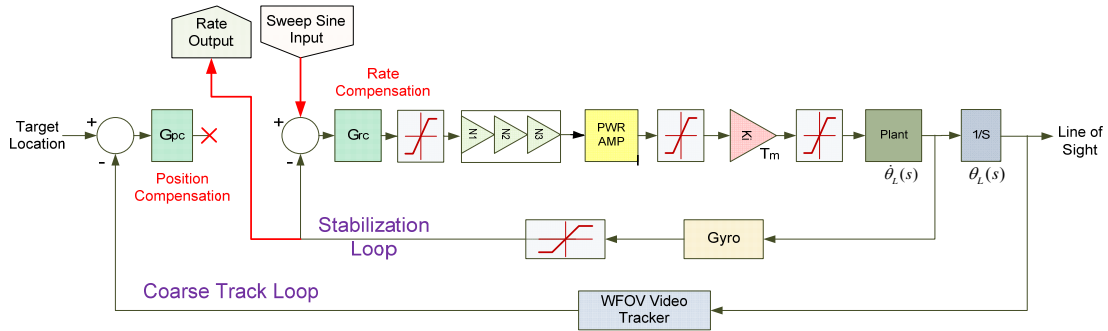 Rate
Output
Sweep Sine
Input
Rate
Compensation
Target
Location
+
-
Gpc
Position
Compensation
+
-
Grc
N1
N2
N3
PWR
AMP
I
Ki
Tm
Plant
θ̇L(s)
1/S
θL(s)
Line of
Sight
Stabilization
Loop
Gyro
Coarse Track Loop
WFOV Video
Tracker